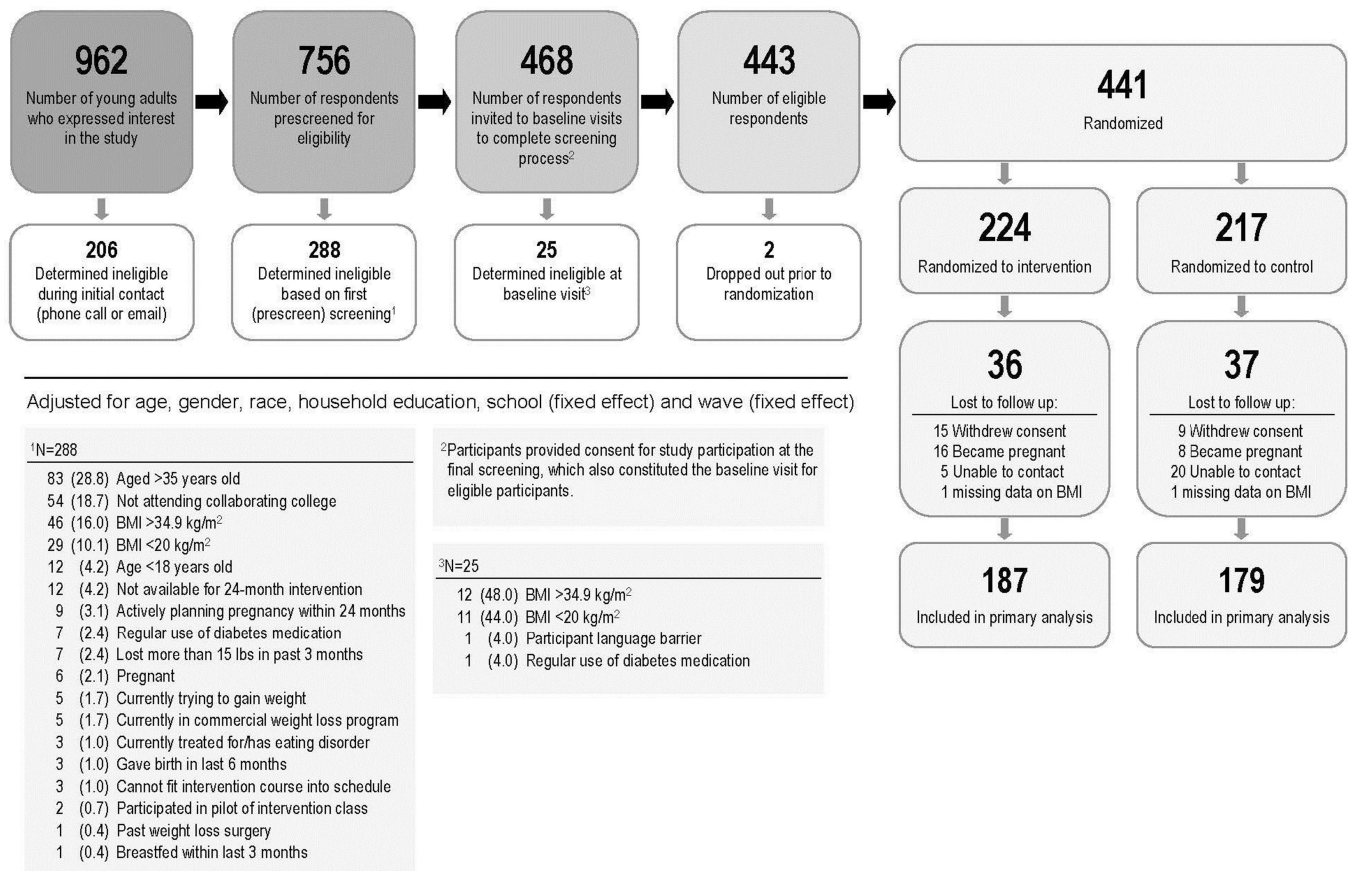 962
Number of young adults
who expressed interest
in the study
756
Number of respondents
prescreened for
eligibility
468
Number of respondents
invited to baseline visits
to complete screening
process²
443
Number of eligible
respondents
441
Randomized
206
Determined ineligible
during initial contact
(phone call or email)
288
Determined ineligible
based on first
(prescreen) screening¹
25
Determined ineligible at
baseline visit³
2
Dropped out prior to
randomization
224
Randomized to intervention
217
Randomized to control
36
Lost to follow up:
15 Withdrew consent
16 Became pregnant
5 Unable to contact
1 missing data on BMI
37
Lost to follow up:
9 Withdrew consent
8 Became pregnant
20 Unable to contact
1 missing data on BMI
187
Included in primary analysis
179
Included in primary analysis
Adjusted for age, gender, race, household education, school (fixed effect) and wave (fixed effect)
¹N=288
83 (28.8) Aged >35 years old
54 (18.7) Not attending collaborating college
46 (16.0) BMI >34.9 kg/m²
29 (10.1) BMI <20 kg/m²
12 (4.2) Age <18 years old
12 (4.2) Not available for 24-month intervention
9 (3.1) Actively planning pregnancy within 24 months
7 (2.4) Regular use of diabetes medication
7 (2.4) Lost more than 15 lbs in past 3 months
6 (2.1) Pregnant
5 (1.7) Currently trying to gain weight
5 (1.7) Currently in commercial weight loss program
3 (1.0) Currently treated for/has eating disorder
3 (1.0) Gave birth in last 6 months
3 (1.0) Cannot fit intervention course into schedule
2 (0.7) Participated in pilot of intervention class
1 (0.4) Past weight loss surgery
1 (0.4) Breastfed within last 3 months
²Participants provided consent for study participation at the
final screening, which also constituted the baseline visit for
eligible participants.
³N=25
12 (48.0) BMI >34.9 kg/m²
11 (44.0) BMI <20 kg/m²
1 (4.0) Participant language barrier
1 (4.0) Regular use of diabetes medication